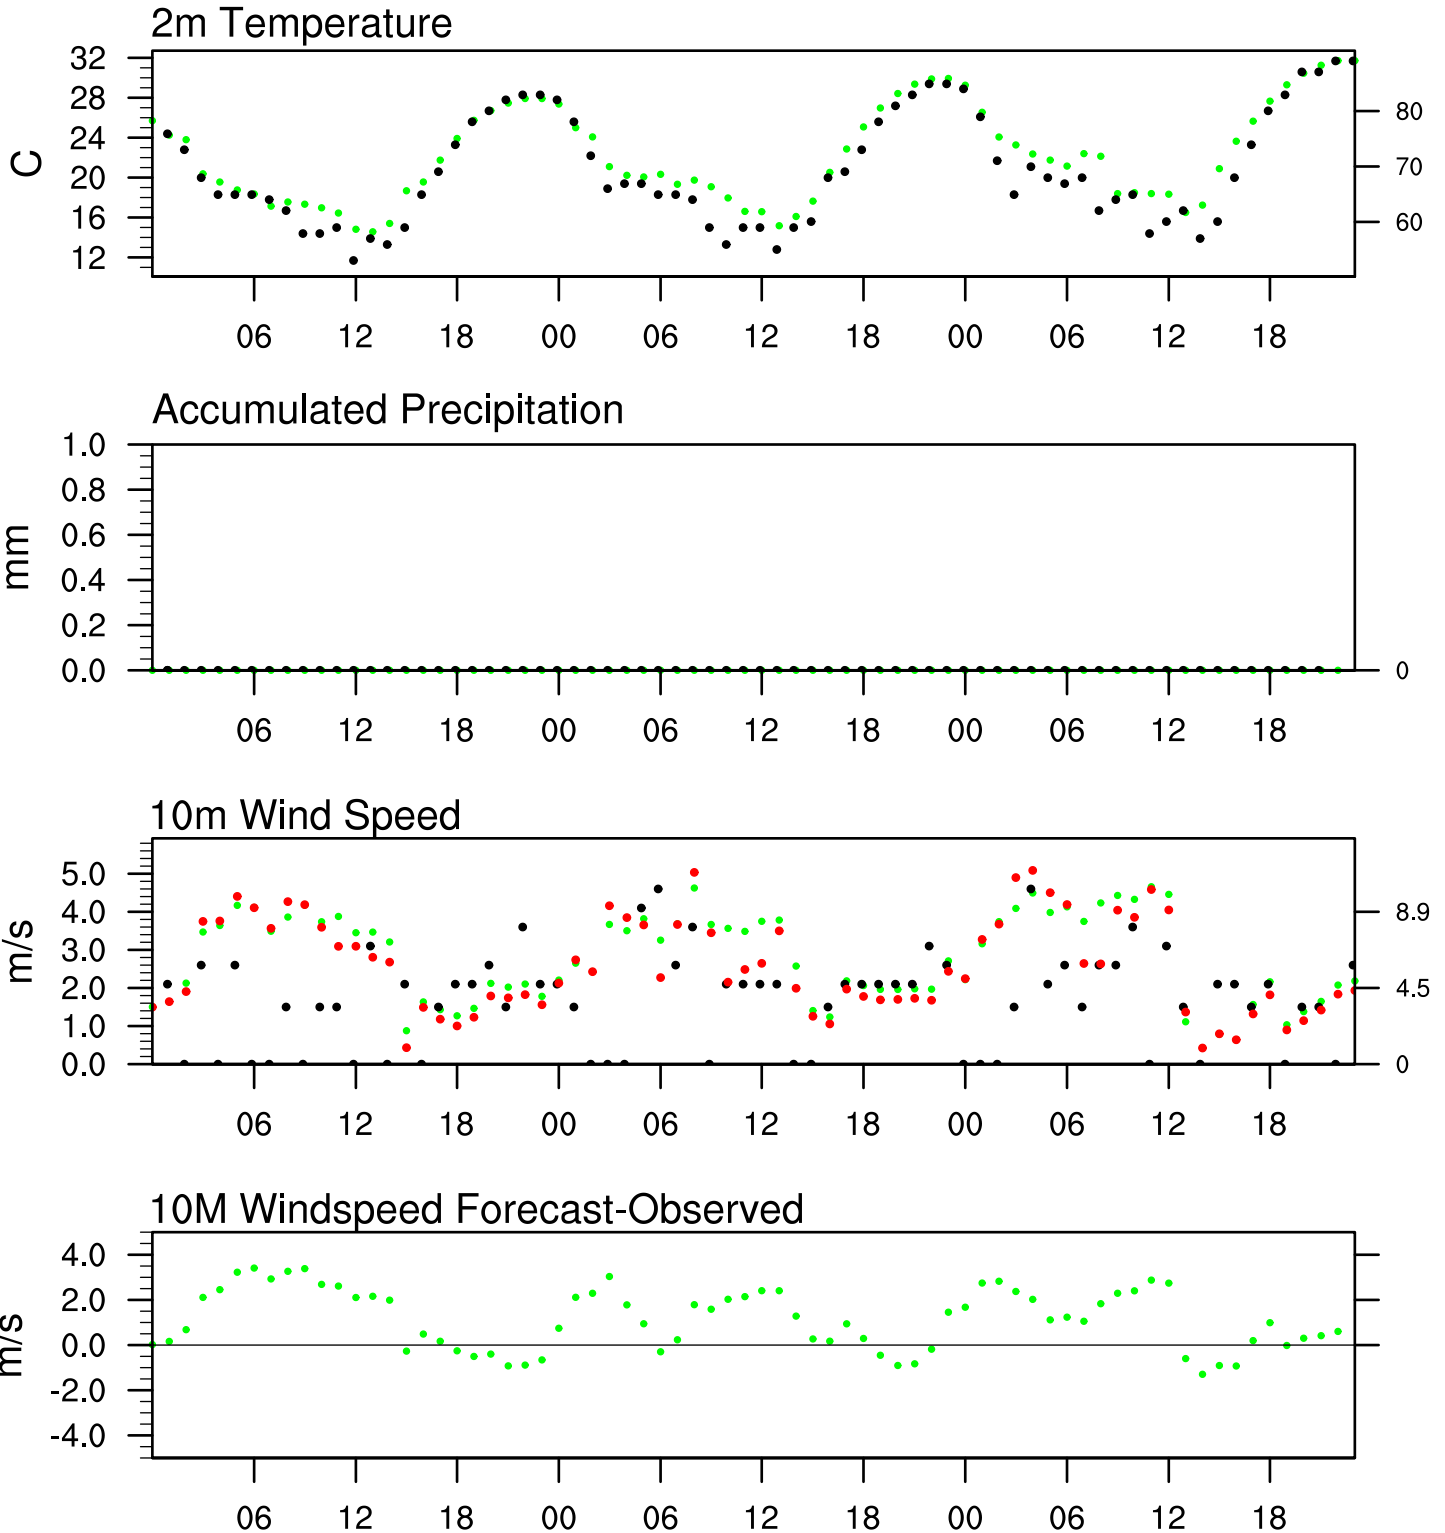 2m Temperature
32
28
24
20
16
12
C
80
70
60
06 12 18 00 06 12 18 00 06 12 18
Accumulated Precipitation
1.0
0.8
0.6
0.4
0.2
0.0
mm
0
06 12 18 00 06 12 18 00 06 12 18
10m Wind Speed
5.0
4.0
3.0
2.0
1.0
0.0
m/s
8.9
4.5
0
06 12 18 00 06 12 18 00 06 12 18
10M Windspeed Forecast-Observed
4.0
2.0
0.0
-2.0
-4.0
m/s
06 12 18 00 06 12 18 00 06 12 18